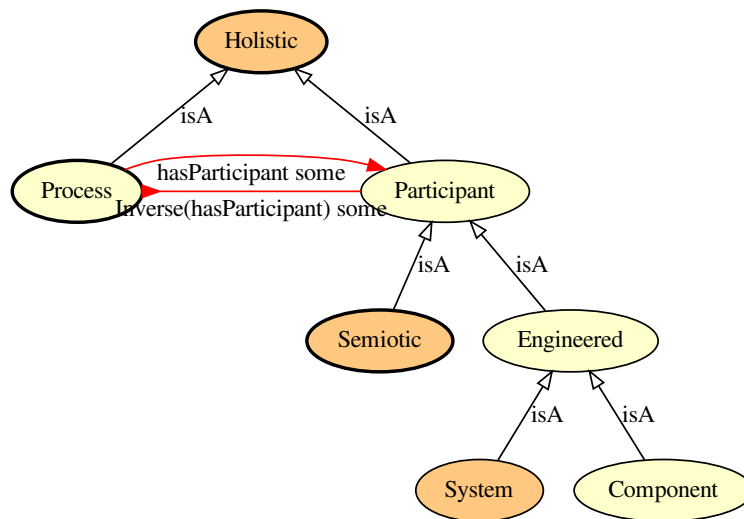 Holistic
isA
isA
hasParticipant some
Process
Participant
Inverse(hasParticipant) some
isA
isA
Semiotic
Engineered
isA
isA
System
Component